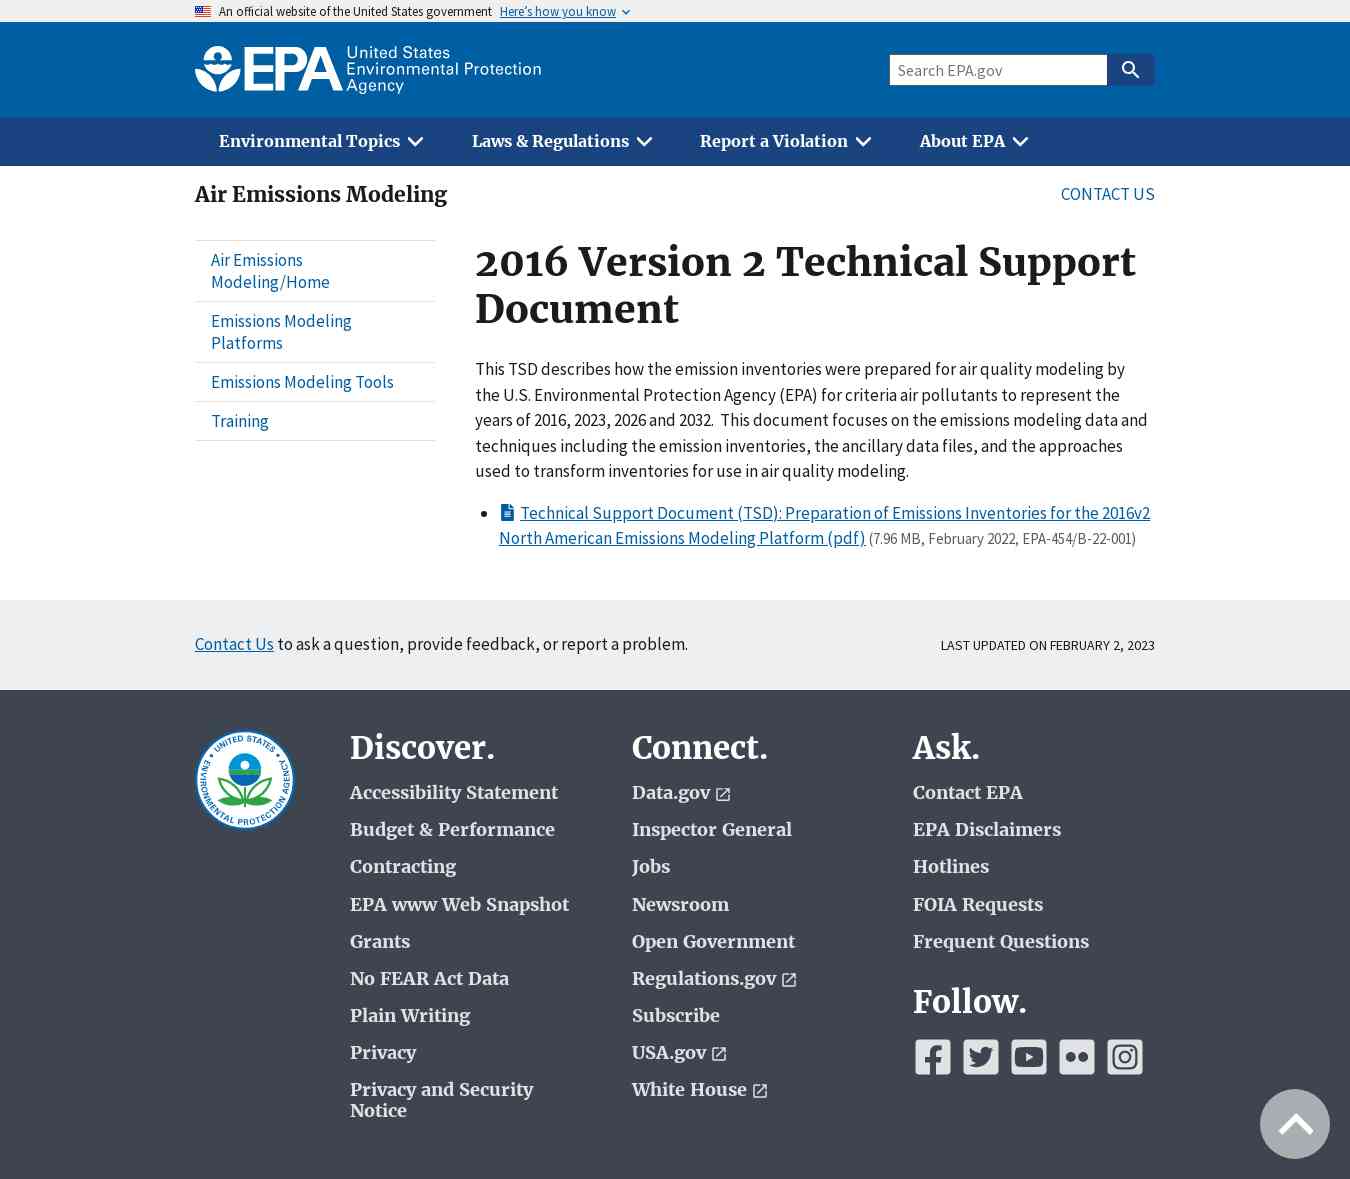 An official website of the United States government Here's how you know
EPA United States
Environmental Protection
Agency
Search EPA.gov
Environmental Topics
Laws & Regulations
Report a Violation
About EPA
Air Emissions Modeling
CONTACT US
Air Emissions
Modeling/Home
Emissions Modeling
Platforms
Emissions Modeling Tools
Training
2016 Version 2 Technical Support
Document
This TSD describes how the emission inventories were prepared for air quality modeling by
the U.S. Environmental Protection Agency (EPA) for criteria air pollutants to represent the
years of 2016, 2023, 2026 and 2032.  This document focuses on the emissions modeling data and
techniques including the emission inventories, the ancillary data files, and the approaches
used to transform inventories for use in air quality modeling.
Technical Support Document (TSD): Preparation of Emissions Inventories for the 2016v2
North American Emissions Modeling Platform (pdf) (7.96 MB, February 2022, EPA-454/B-22-001)
Contact Us to ask a question, provide feedback, or report a problem.
LAST UPDATED ON FEBRUARY 2, 2023
UNITED STATES
ENVIRONMENTAL PROTECTION AGENCY
Discover.
Accessibility Statement
Budget & Performance
Contracting
EPA www Web Snapshot
Grants
No FEAR Act Data
Plain Writing
Privacy
Privacy and Security
Notice
Connect.
Data.gov
Inspector General
Jobs
Newsroom
Open Government
Regulations.gov
Subscribe
USA.gov
White House
Ask.
Contact EPA
EPA Disclaimers
Hotlines
FOIA Requests
Frequent Questions
Follow.